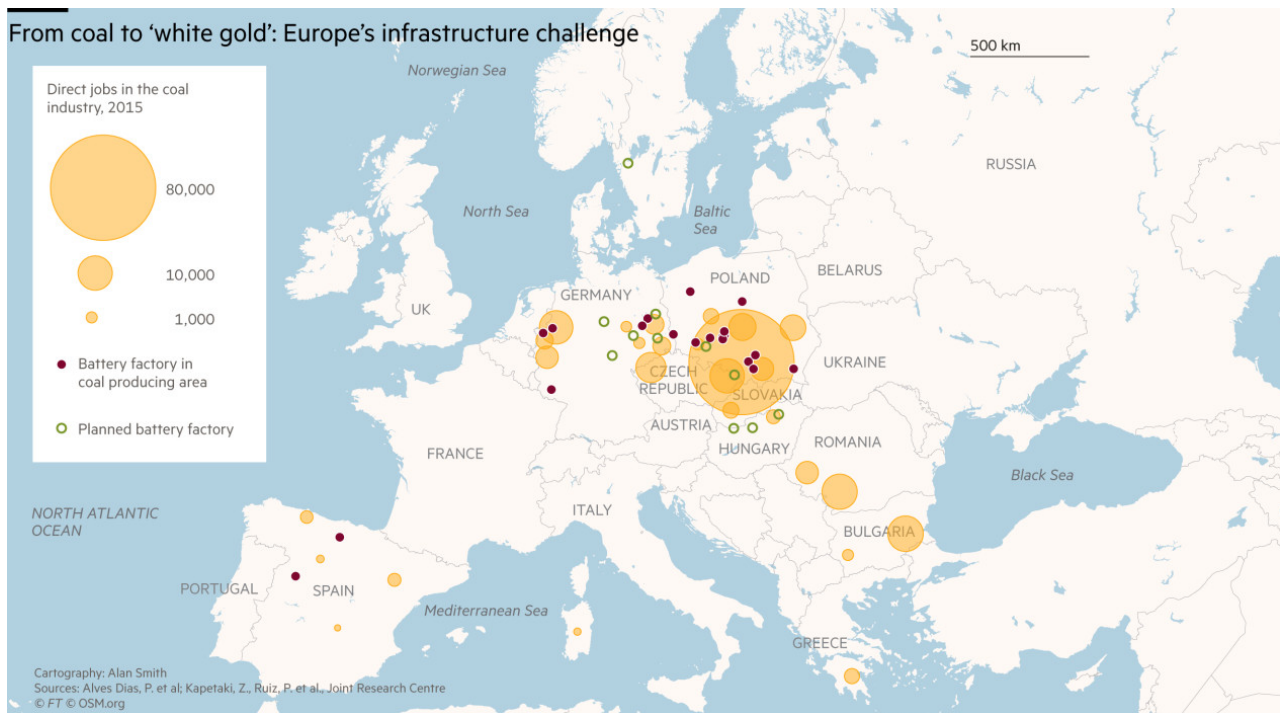 From coal to ‘white gold’: Europe’s infrastructure challenge
500 km
Direct jobs in the coal
industry, 2015
80,000
10,000
1,000
Battery factory in
coal producing area
Planned battery factory
Norwegian Sea
RUSSIA
North Sea
Baltic
Sea
BELARUS
POLAND
GERMANY
UK
UKRAINE
CZECH
REPUBLIC
SLOVAKIA
AUSTRIA
HUNGARY
ROMANIA
FRANCE
Black Sea
NORTH ATLANTIC
OCEAN
ITALY
BULGARIA
PORTUGAL
SPAIN
Mediterranean Sea
GREECE
Cartography: Alan Smith
Sources: Alves Dias, P. et al; Kapetaki, Z., Ruiz, P. et al., Joint Research Centre
© FT © OSM.org